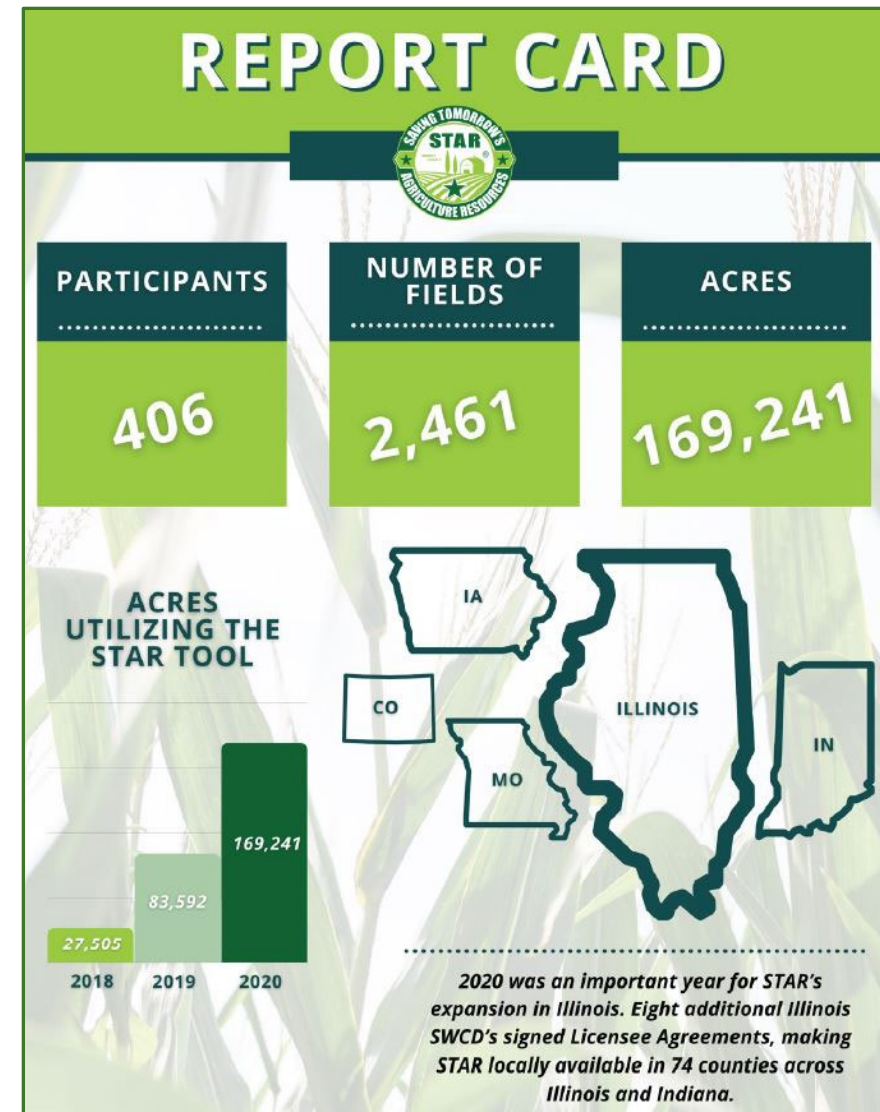 REPORT CARD
SAVING TOMORROW'S
STAR
AGRICULTURE RESOURCES
PARTICIPANTS
406
NUMBER OF
FIELDS
2,461
ACRES
169,241
ACRES
UTILIZING THE
STAR TOOL
27,505
83,592
169,241
2018
2019
2020
IA
CO
MO
ILLINOIS
IN
2020 was an important year for STAR's
expansion in Illinois. Eight additional Illinois
SWCD's signed Licensee Agreements, making
STAR locally available in 74 counties across
Illinois and Indiana.